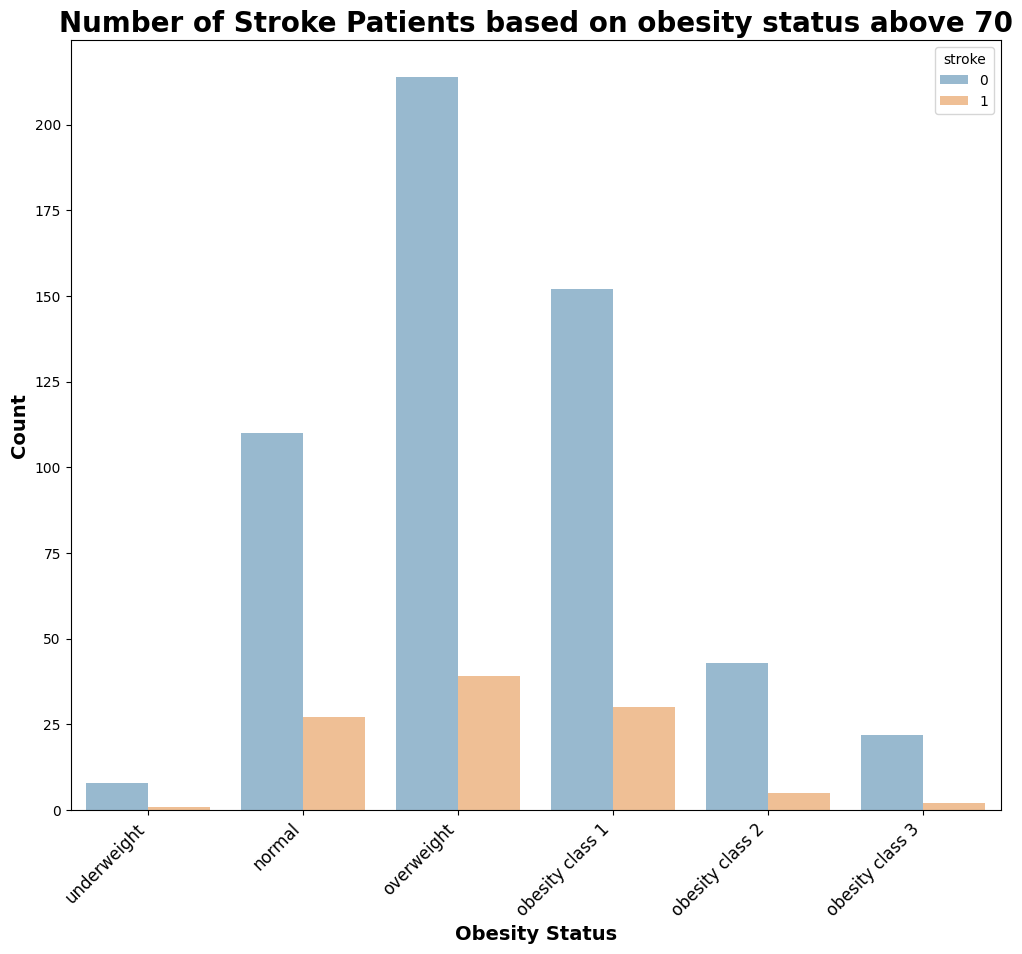 Number of Stroke Patients based on obesity status above 70
stroke
0
1
200
175
150
125
100
75
50
25
0
Count
underweight
normal
overweight
obesity class 1
obesity class 2
obesity class 3
Obesity Status